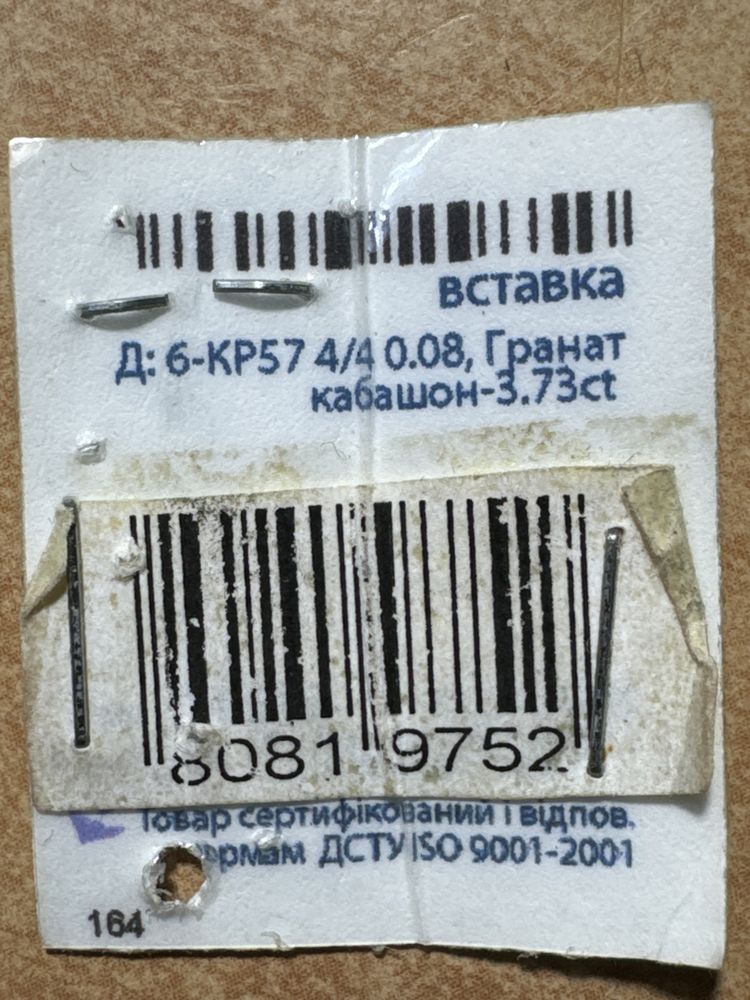 вставка
Д: 6-КР57 4/4 0.08, Гранат
кабашон-3.73ct
8081 9752
Товар сертифікований і відпов.
ДСТУ ISO 9001-2001
164